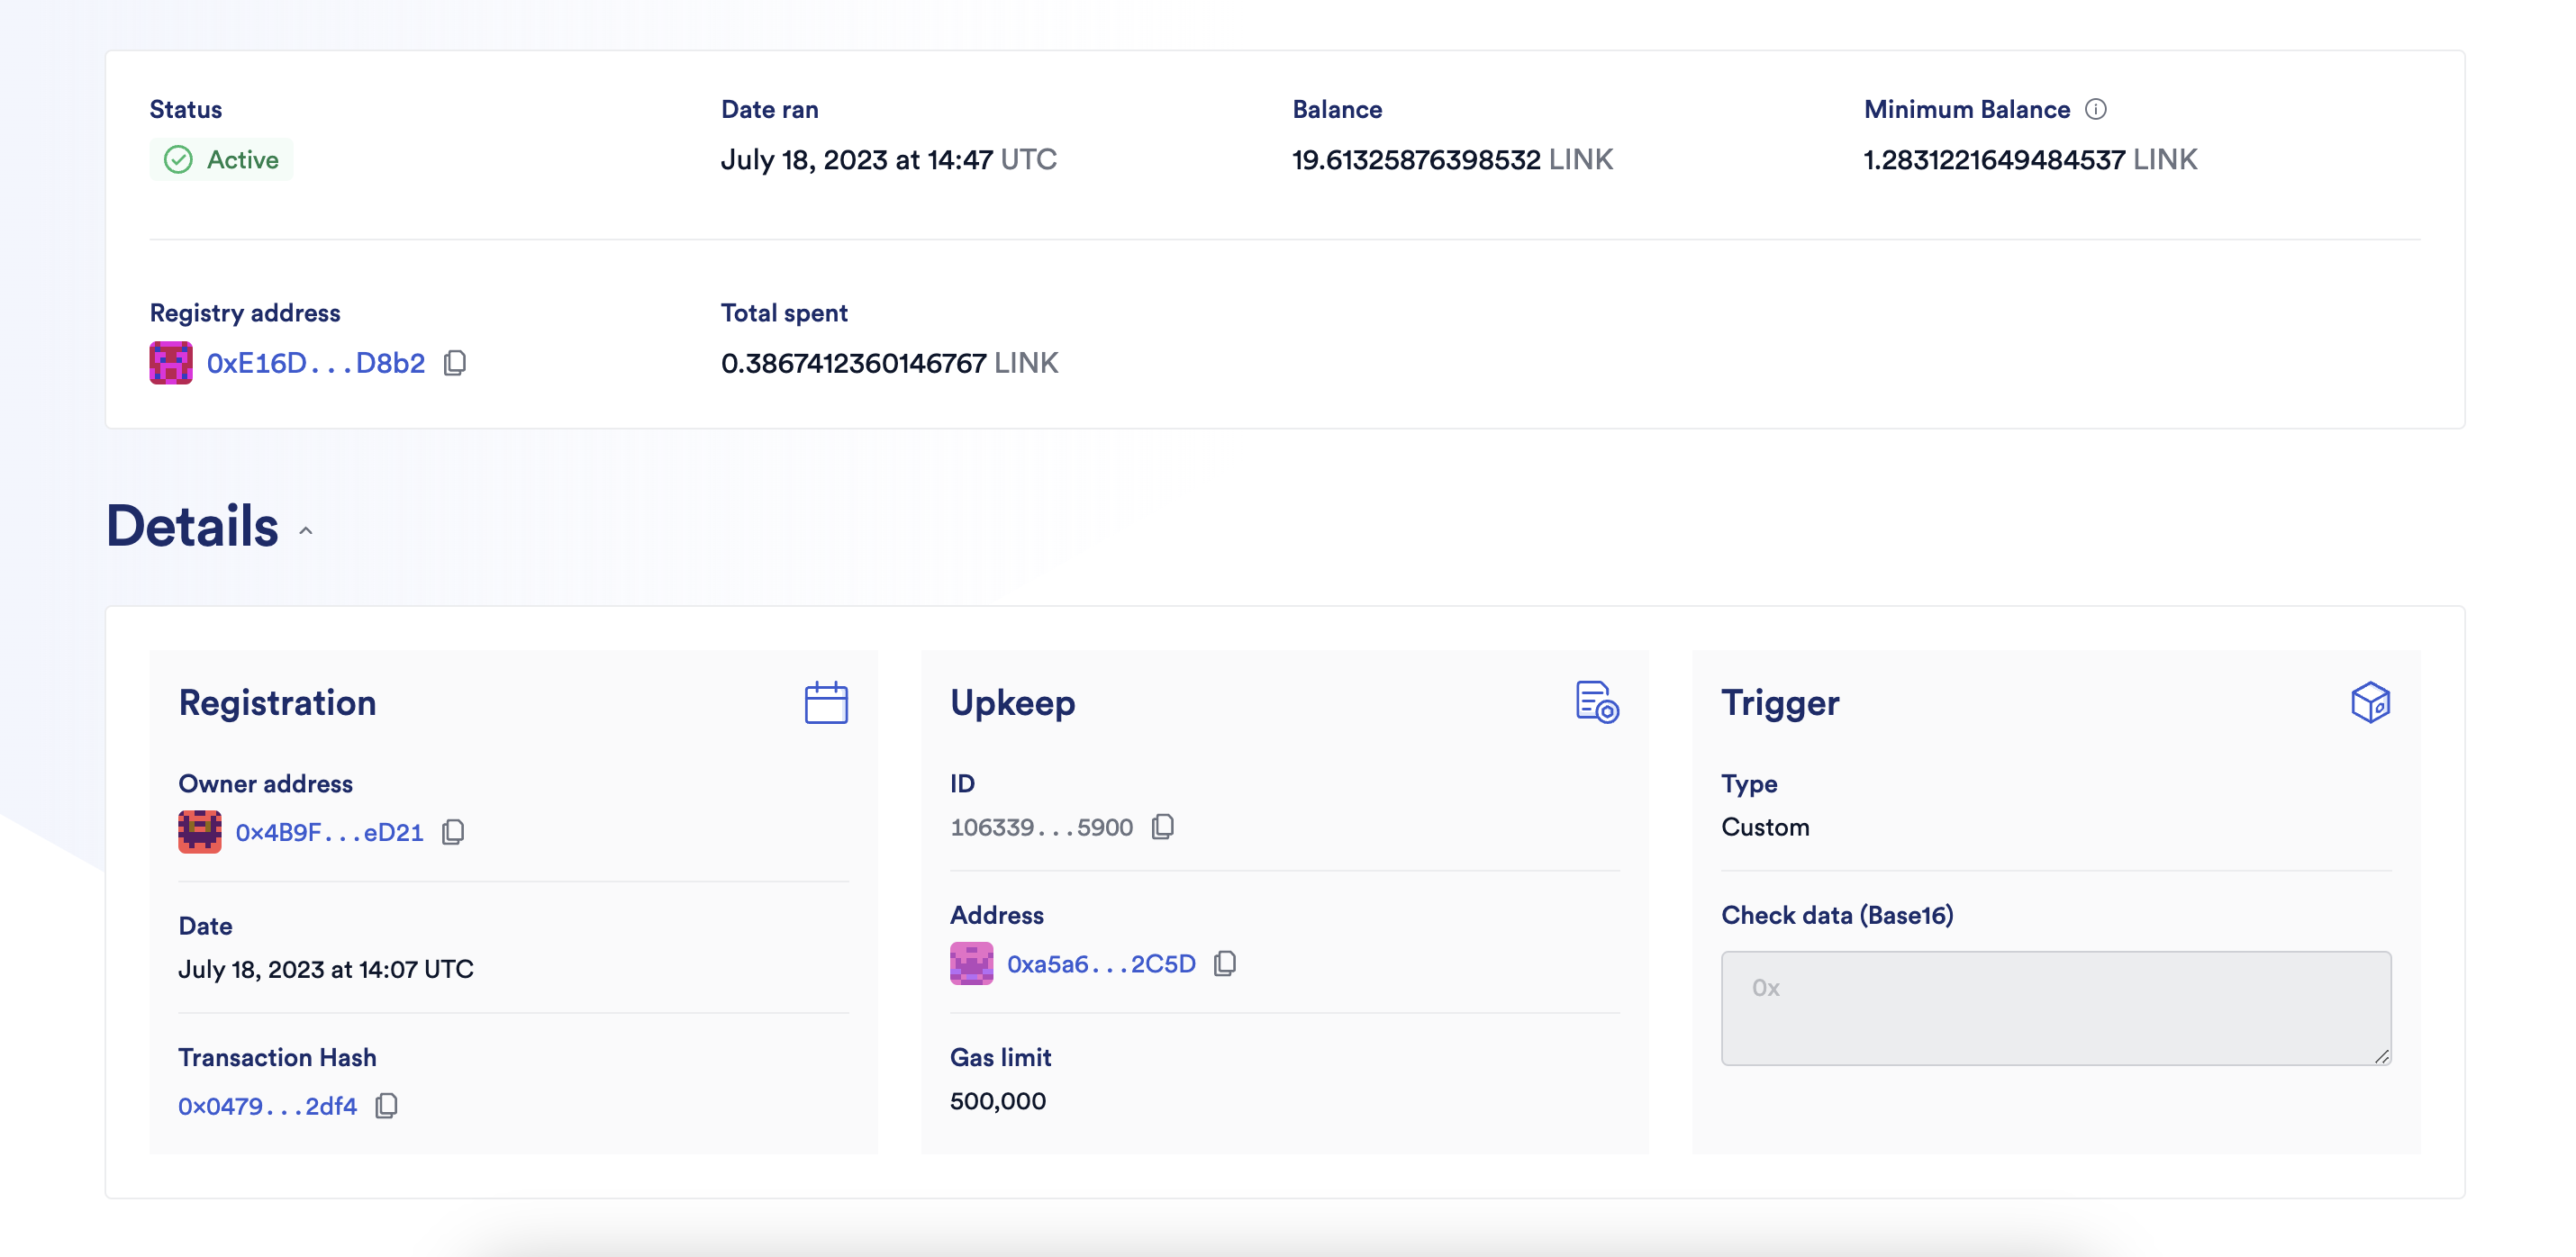 Status
Active
Date ran
July 18, 2023 at 14:47 UTC
Balance
19.61325876398532 LINK
Minimum Balance
1.2831221649484537 LINK
Registry address
0xE16D...D8b2
Total spent
0.3867412360146767 LINK
Details
Registration
Owner address
0x4B9F...eD21
Date
July 18, 2023 at 14:07 UTC
Transaction Hash
0x0479...2df4
Upkeep
ID
106339...5900
Address
0xa5a6...2C5D
Gas limit
500,000
Trigger
Type
Custom
Check data (Base16)
0x